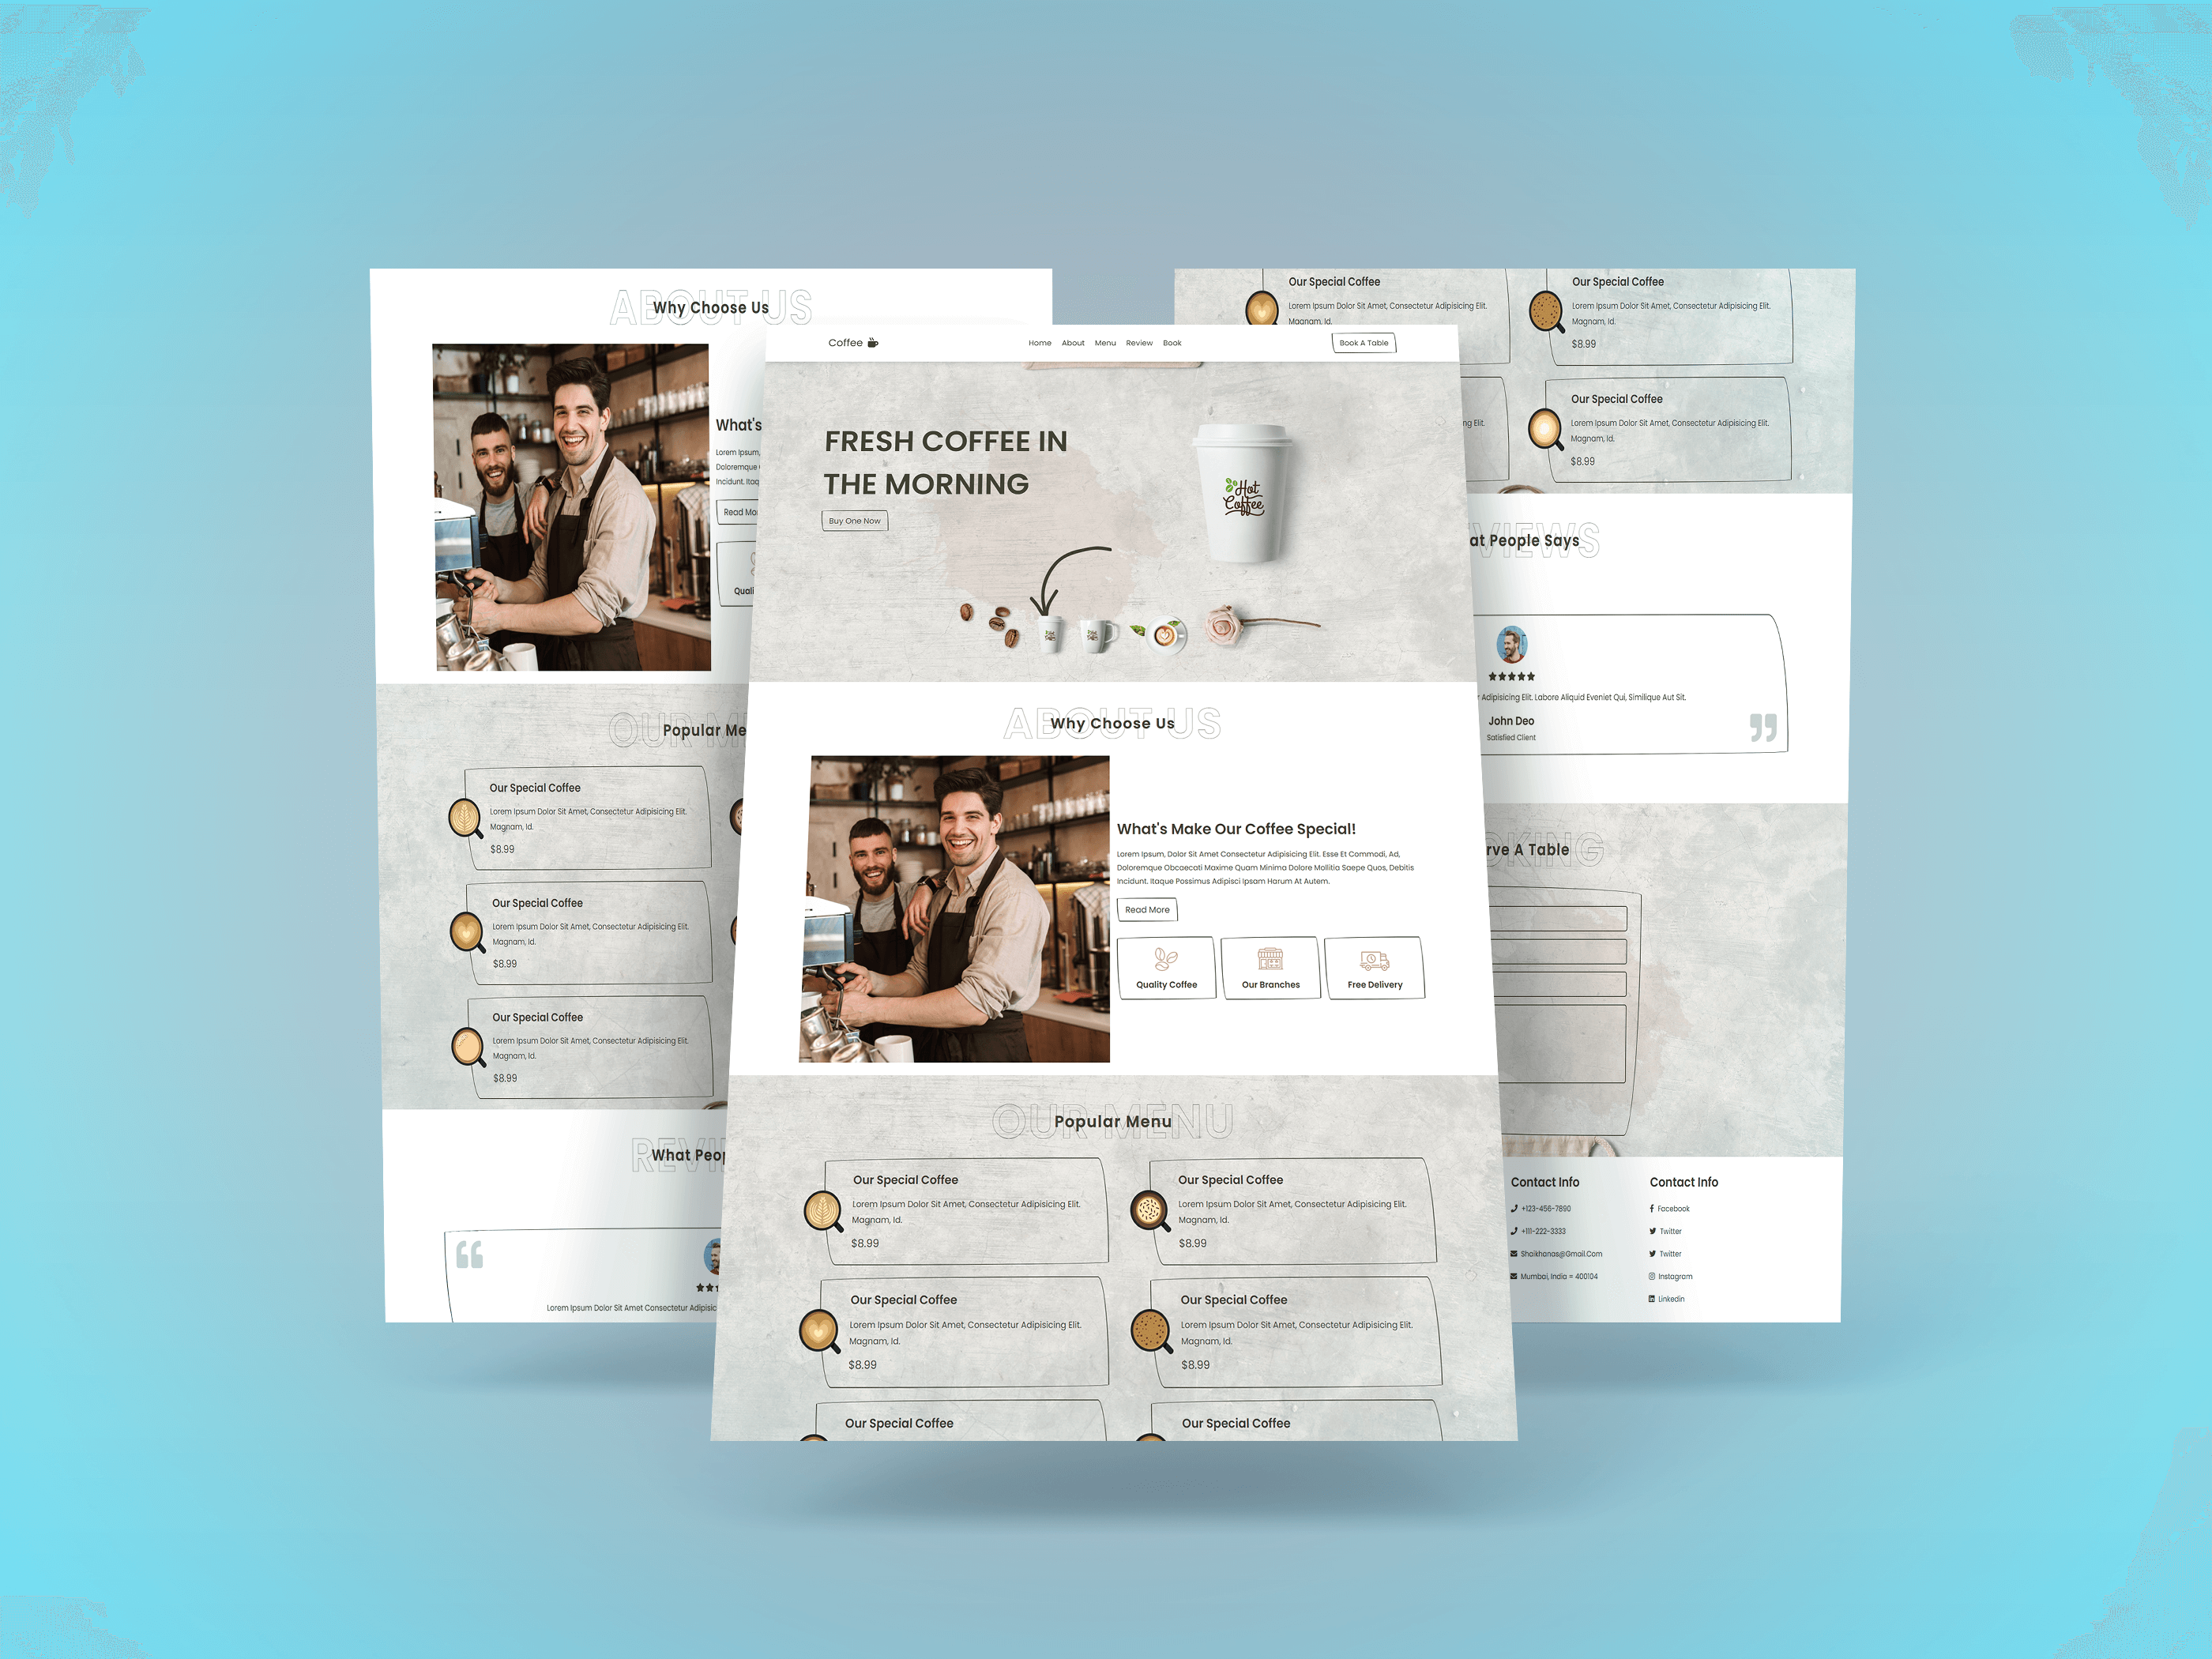 ABOUT US
Why Choose Us
What's
Lorem Ipsum,
Doloremque
Incidunt. Itaq
Read Mo
Quali
OUR M
Popular Me
Our Special Coffee
Lorem Ipsum Dolor Sit Amet, Consectetur Adipisicing Elit.
Magnam, Id.
$8.99
Our Special Coffee
Lorem Ipsum Dolor Sit Amet, Consectetur Adipisicing Elit.
Magnam, Id.
$8.99
Our Special Coffee
Lorem Ipsum Dolor Sit Amet, Consectetur Adipisicing Elit.
Magnam, Id.
$8.99
REVI
What Peop
Lorem Ipsum Dolor Sit Amet Consectetur Adipisic
Coffee
Home About Menu Review Book
Book A Table
FRESH COFFEE IN
THE MORNING
Buy One Now
Hot
Coffee
ABOUT US
Why Choose Us
What's Make Our Coffee Special!
Lorem Ipsum, Dolor Sit Amet Consectetur Adipisicing Elit. Esse Et Commodi, Ad,
Doloremque Obcaecati Maxime Quam Minima Dolore Mollitia Saepe Quos, Debitis
Incidunt. Itaque Possimus Adipisci Ipsam Harum At Autem.
Read More
Quality Coffee
Our Branches
Free Delivery
OUR MENU
Popular Menu
Our Special Coffee
Lorem Ipsum Dolor Sit Amet, Consectetur Adipisicing Elit.
Magnam, Id.
$8.99
Our Special Coffee
Lorem Ipsum Dolor Sit Amet, Consectetur Adipisicing Elit.
Magnam, Id.
$8.99
Our Special Coffee
Lorem Ipsum Dolor Sit Amet, Consectetur Adipisicing Elit.
Magnam, Id.
$8.99
Our Special Coffee
Lorem Ipsum Dolor Sit Amet, Consectetur Adipisicing Elit.
Magnam, Id.
$8.99
Our Special Coffee
Our Special Coffee
Our Special Coffee
Lorem Ipsum Dolor Sit Amet, Consectetur Adipisicing Elit.
Magnam, Id.
Our Special Coffee
Lorem Ipsum Dolor Sit Amet, Consectetur Adipisicing Elit.
Magnam, Id.
$8.99
ng Elit.
Our Special Coffee
Lorem Ipsum Dolor Sit Amet, Consectetur Adipisicing Elit.
Magnam, Id.
$8.99
VIEWS
at People Says
Adipisicing Elit. Labore Aliquid Eveniet Qui, Similique Aut Sit.
John Deo
Satisfied Client
OKING
rve A Table
Contact Info
+123-456-7890
+111-222-3333
Shaikhanas@Gmail.Com
Mumbai, India = 400104
Contact Info
Facebook
Twitter
Twitter
Instagram
Linkedin